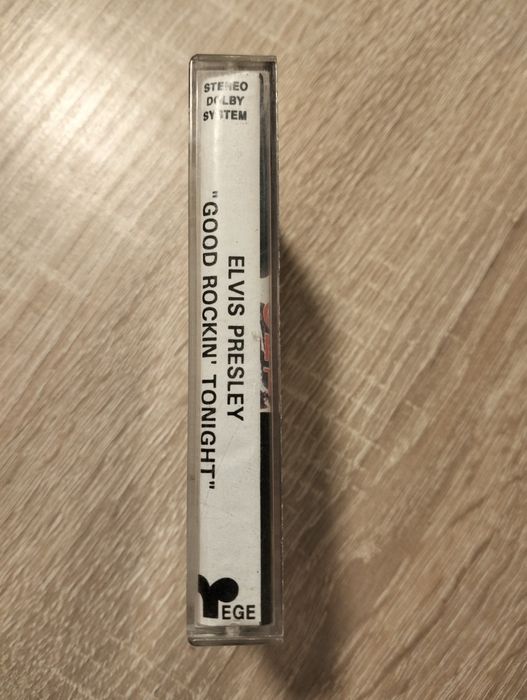 STEREO
DOLBY
SYSTEM
ELVIS PRESLEY
"GOOD ROCKIN' TONIGHT"
EGE